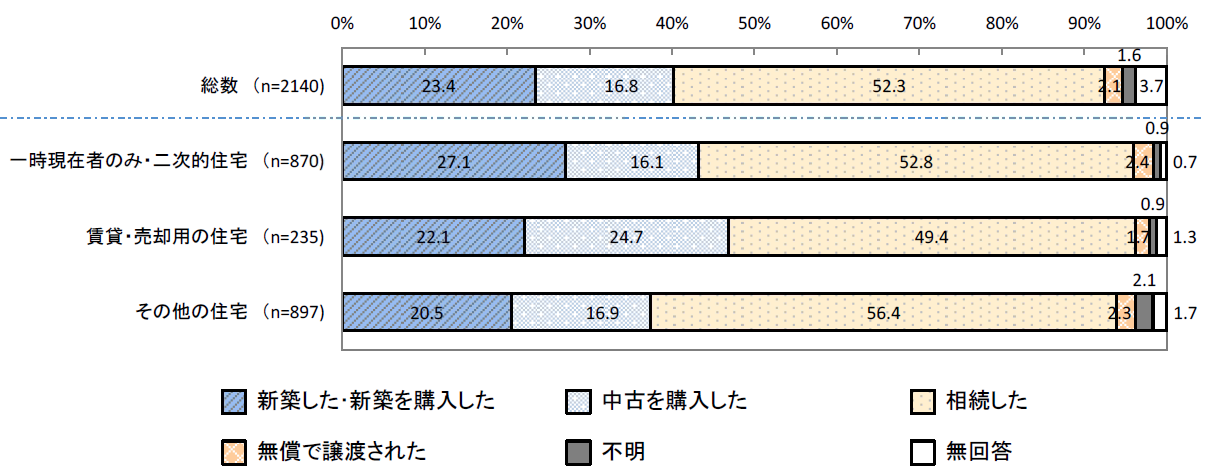 0% 10% 20% 30% 40% 50% 60% 70% 80% 90% 100%
1.6
総数 (n=2140) 23.4 16.8 52.3 2.1 3.7
0.9
一時現在者のみ・二次的住宅 (n=870) 27.1 16.1 52.8 2.4 0.7
0.9
賃貸・売却用の住宅 (n=235) 22.1 24.7 49.4 1.7 1.3
2.1
その他の住宅 (n=897) 20.5 16.9 56.4 2.3 1.7
新築した・新築を購入した 中古を購入した 相続した
無償で譲渡された 不明 無回答